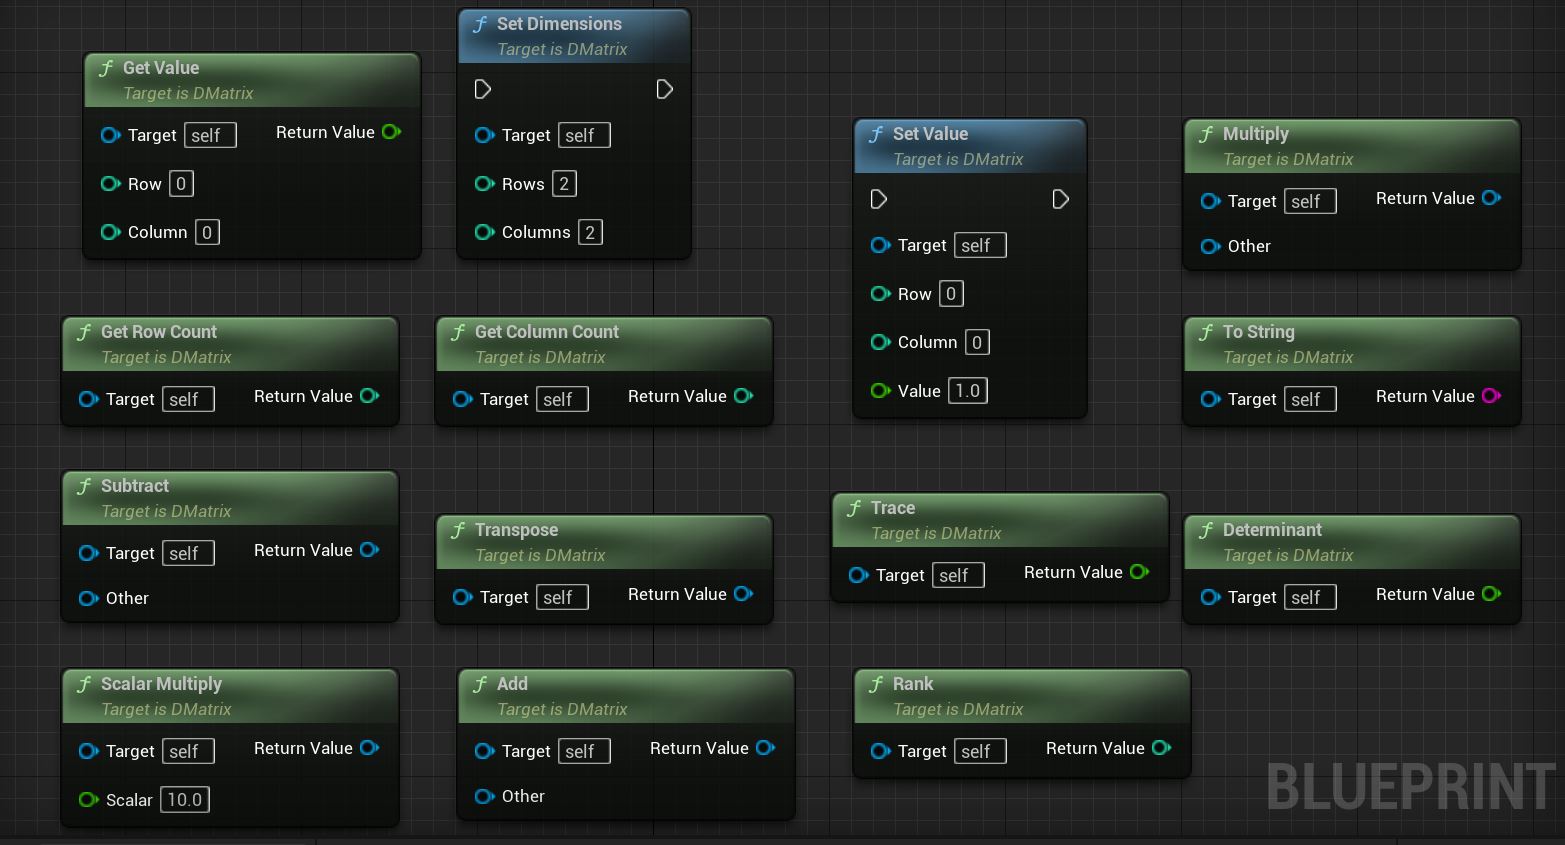 Get Value
Target is DMatrix
Target self Return Value
Row 0
Column 0
Set Dimensions
Target is DMatrix
Target self
Rows 2
Columns 2
Set Value
Target is DMatrix
Target self
Row 0
Column 0
Value 1.0
Multiply
Target is DMatrix
Target self Return Value
Other
Get Row Count
Target is DMatrix
Target self Return Value
Get Column Count
Target is DMatrix
Target self Return Value
To String
Target is DMatrix
Target self Return Value
Subtract
Target is DMatrix
Target self Return Value
Other
Transpose
Target is DMatrix
Target self Return Value
Trace
Target is DMatrix
Target self Return Value
Determinant
Target is DMatrix
Target self Return Value
Scalar Multiply
Target is DMatrix
Target self Return Value
Scalar 10.0
Add
Target is DMatrix
Target self Return Value
Other
Rank
Target is DMatrix
Target self Return Value
BLUEPRINT